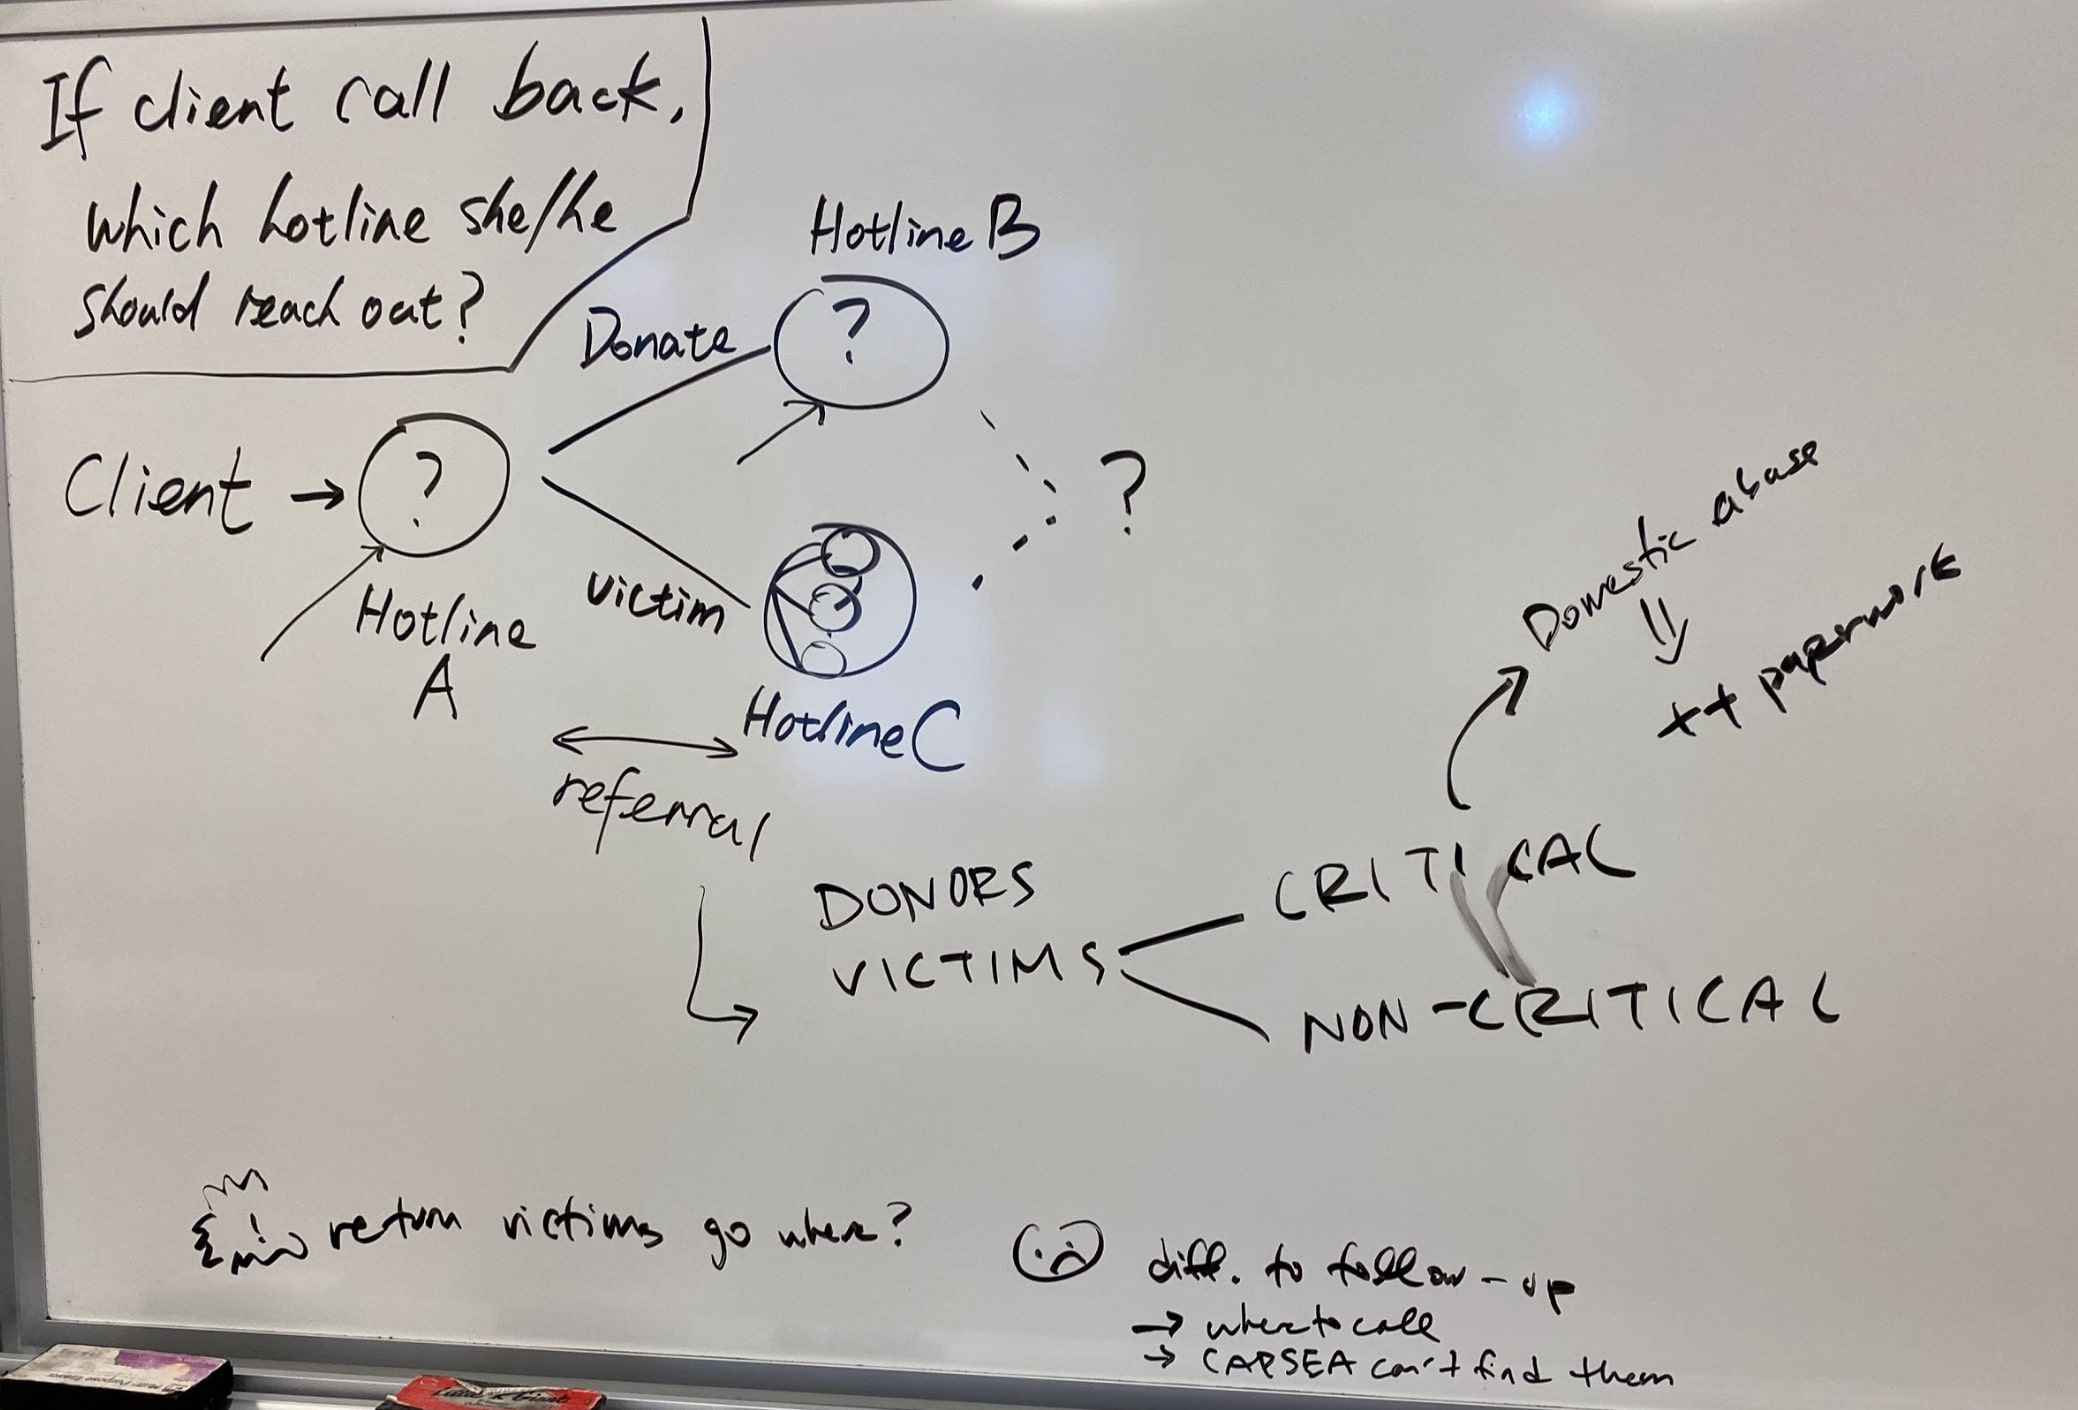 If client call back,
which hotline she/he
should reach out?
Hotline B
Donate
?
Client → ?
?
Hotline
A
victim
Hotline C
referral
Domestic abuse
++ paperwork
DONORS
VICTIMS
CRITICAL
NON-CRITICAL
return victims go where?
diff. to follow-up
→ where to call
→ CAPSEA can't find them